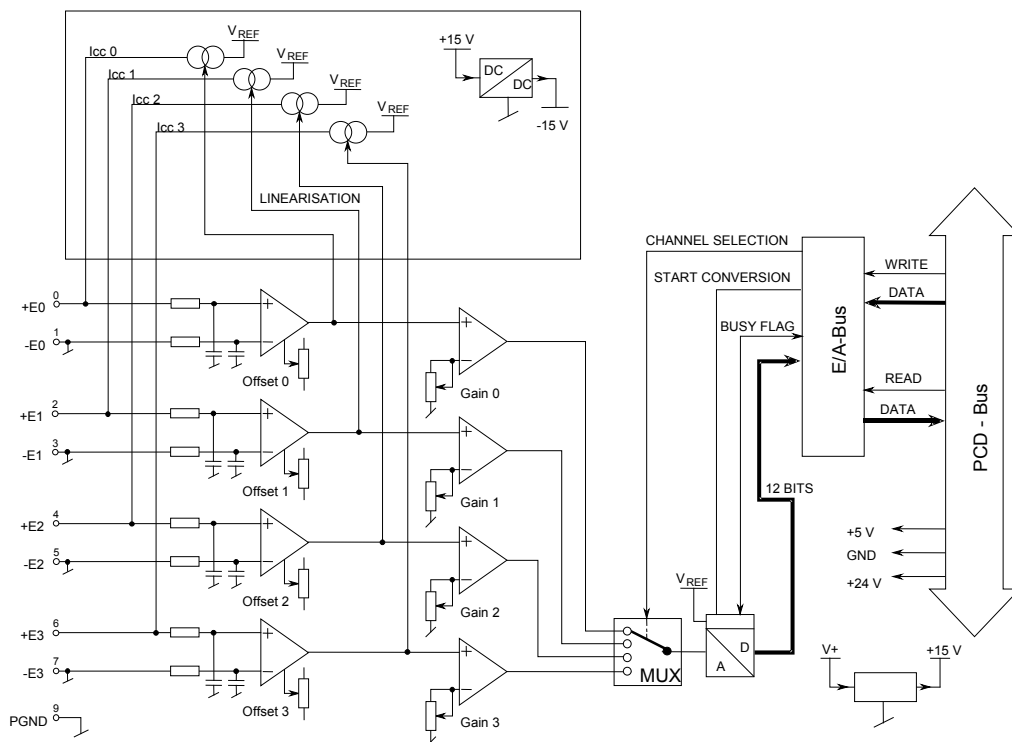 VREF
Icc 0
VREF
Icc 1
VREF
Icc 2
VREF
Icc 3
+15 V
DC
DC
-15 V
LINEARISATION
CHANNEL SELECTION
START CONVERSION
BUSY FLAG
12 BITS
E/A-Bus
WRITE
DATA
READ
DATA
PCD - Bus
+5 V
GND
+24 V
0
+E0
1
-E0
+
−
Offset 0
+
−
Gain 0
2
+E1
3
-E1
+
−
Offset 1
+
−
Gain 1
4
+E2
5
-E2
+
−
Offset 2
+
−
Gain 2
6
+E3
7
-E3
+
−
Offset 3
+
−
Gain 3
9
PGND
MUX
VREF
A
D
V+
+15 V